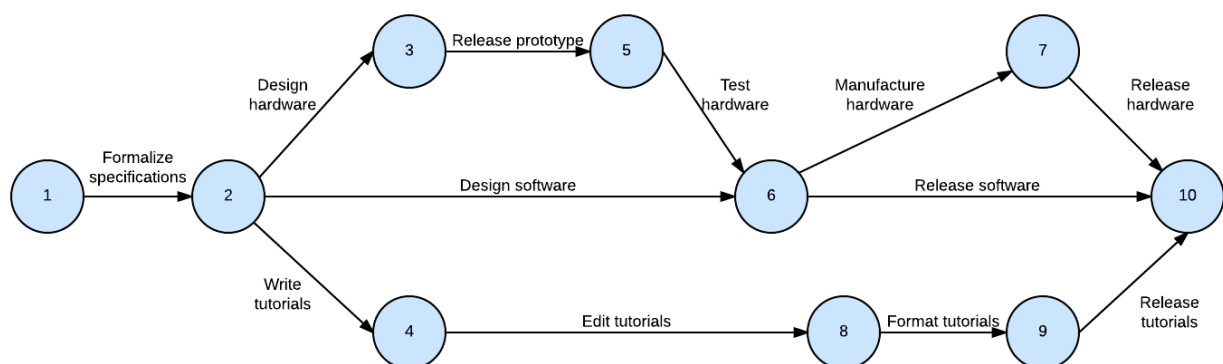 3
Release prototype
5
7
Design
hardware
Test
hardware
Manufacture
hardware
Release
hardware
Formalize
specifications
1
2
Design software
6
Release software
10
Write
tutorials
4
Edit tutorials
8
Format tutorials
9
Release
tutorials